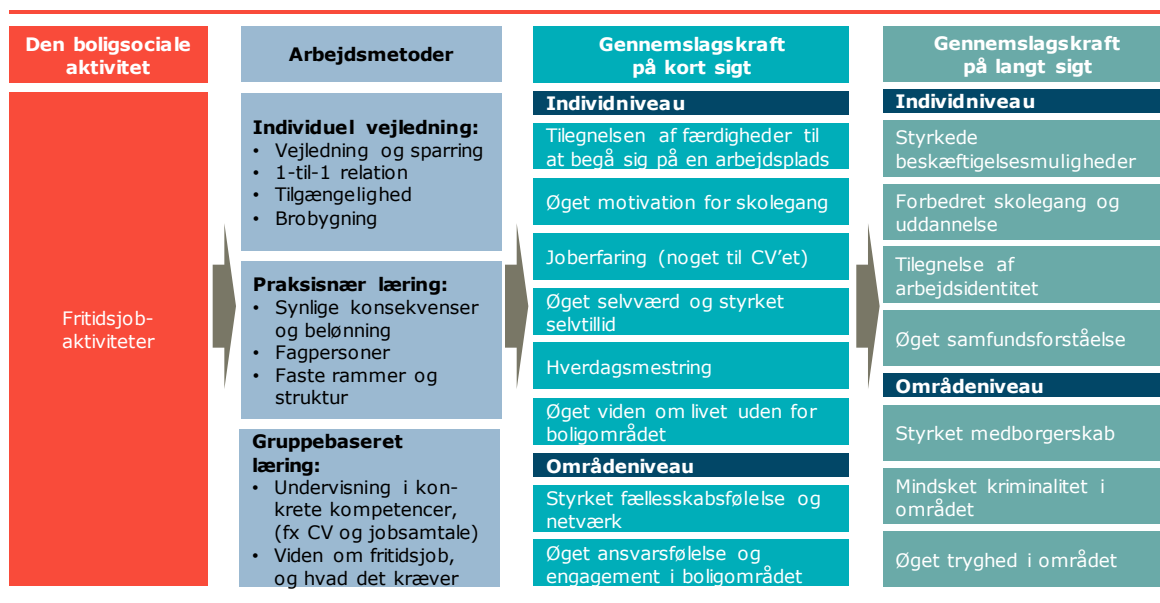 Den boligsociale
aktivitet
Fritidsjob-
aktiviteter
Arbejdsmetoder
Individuel vejledning:
• Vejledning og sparring
• 1-til-1 relation
• Tilgængelighed
• Brobygning
Praksisnær læring:
• Synlige konsekvenser
og belønning
• Fagpersoner
• Faste rammer og
struktur
Gruppebaseret
læring:
• Undervisning i kon-
krete kompetencer,
(fx CV og jobsamtale)
• Viden om fritidsjob,
og hvad det kræver
Gennemslagskraft
på kort sigt
Individniveau
Tilegnelsen af færdigheder til
at begå sig på en arbejdsplads
Øget motivation for skolegang
Joberfaring (noget til CV’et)
Øget selvværd og styrket
selvtillid
Hverdagsmestring
Øget viden om livet uden for
boligområdet
Områdeniveau
Styrket fællesskabsfølelse og
netværk
Øget ansvarsfølelse og
engagement i boligområdet
Gennemslagskraft
på langt sigt
Individniveau
Styrkede
beskæftigelsesmuligheder
Forbedret skolegang og
uddannelse
Tilegnelse af
arbejdsidentitet
Øget samfundsforståelse
Områdeniveau
Styrket medborgerskab
Mindsket kriminalitet i
området
Øget tryghed i området